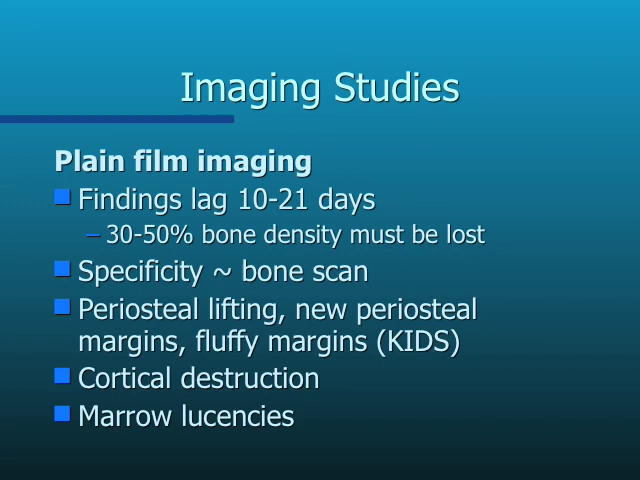 Imaging Studies
Plain film imaging
Findings lag 10-21 days
– 30-50% bone density must be lost
Specificity ~ bone scan
Periosteal lifting, new periosteal
margins, fluffy margins (KIDS)
Cortical destruction
Marrow lucencies